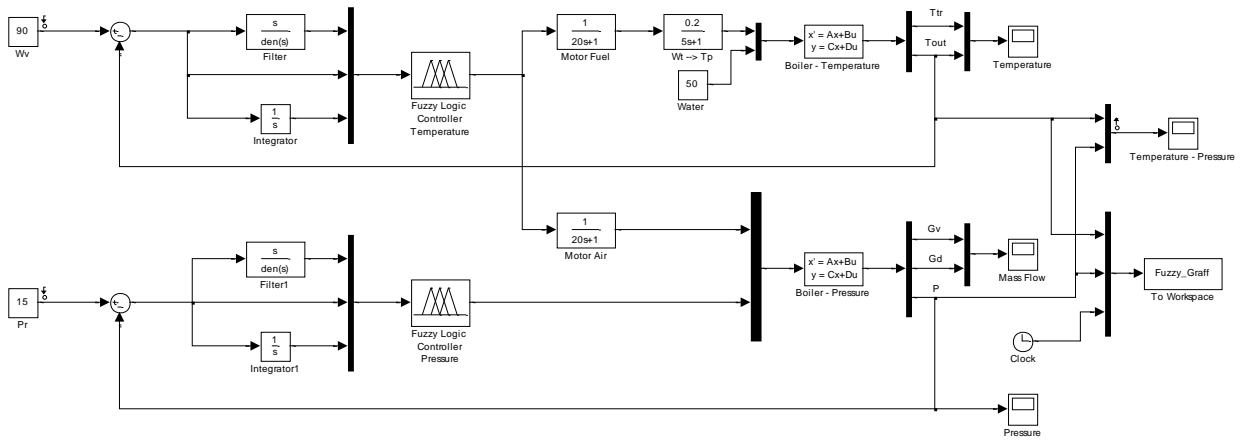 90
Wv
s
den(s)
Filter
1
s
Integrator
Fuzzy Logic
Controller
Temperature
1
20s+1
Motor Fuel
0.2
5s+1
Wt --> Tp
50
Water
x' = Ax+Bu
y = Cx+Du
Boiler - Temperature
Ttr
Tout
Temperature
Temperature - Pressure
1
20s+1
Motor Air
15
Pr
s
den(s)
Filter1
1
s
Integrator1
Fuzzy Logic
Controller
Pressure
x' = Ax+Bu
y = Cx+Du
Boiler - Pressure
Gv
Gd
P
Mass Flow
Fuzzy_Graff
To Workspace
Clock
Pressure